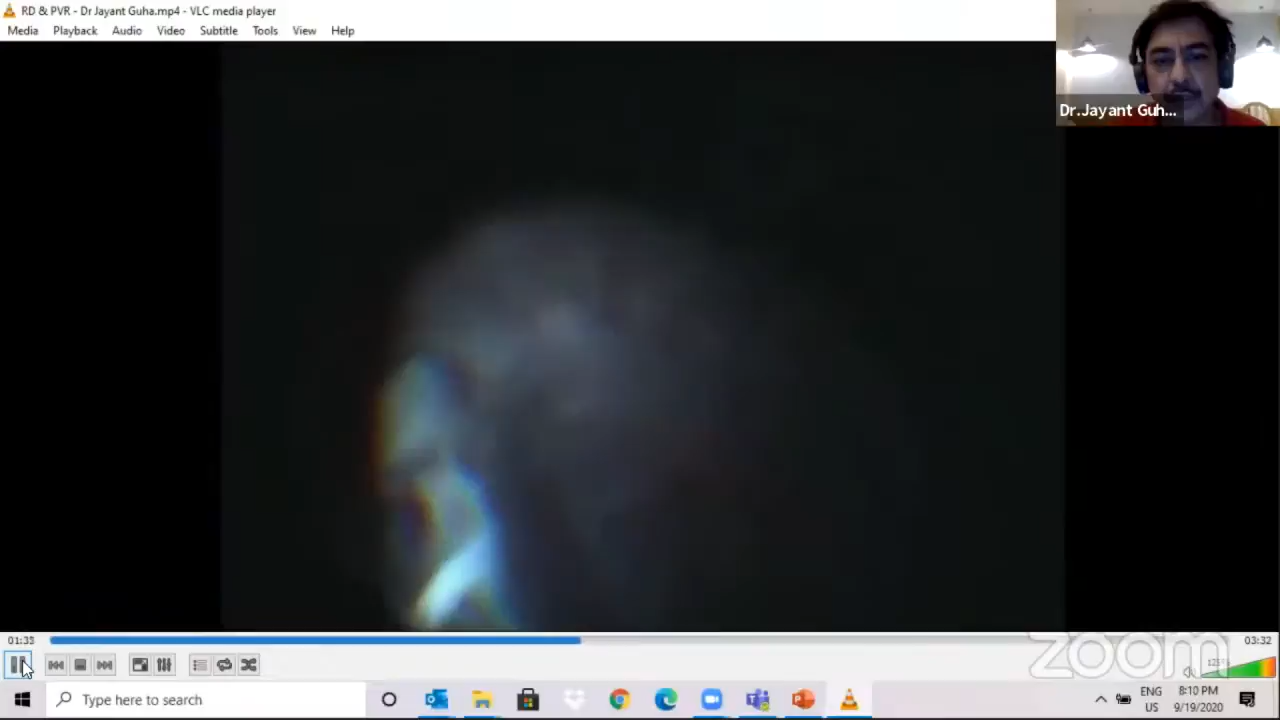 RD & PVR - Dr Jayant Guha.mp4 - VLC media player
Media Playback Audio Video Subtitle Tools View Help
Dr.Jayant Guh...
01:35
03:32
zoom
125%
Type here to search
ENG
US
8:10 PM
9/19/2020